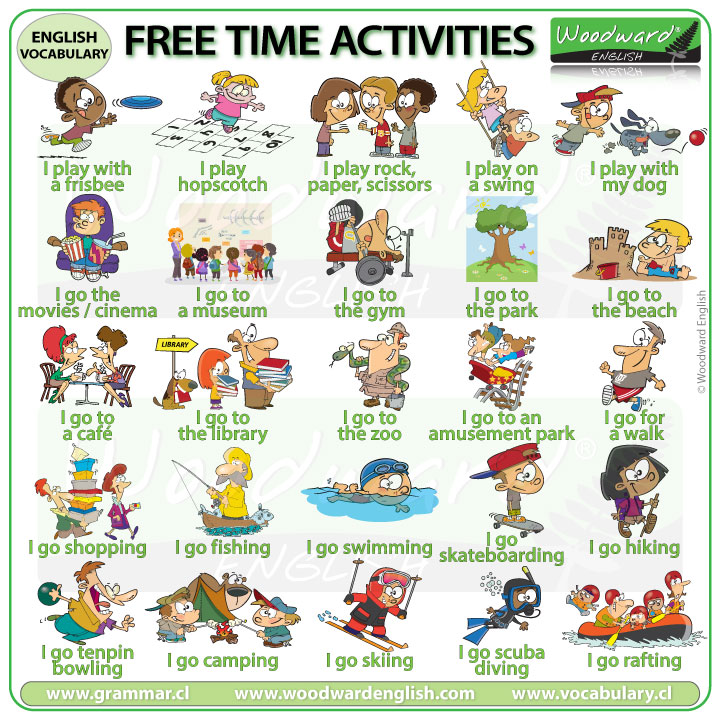 ENGLISH
VOCABULARY
FREE TIME ACTIVITIES
Woodward®
ENGLISH
I play with
a frisbee
I play
hopscotch
I play rock,
paper, scissors
I play on
a swing
I play with
my dog
I go the
movies / cinema
I go to
a museum
I go to
the gym
I go to
the park
I go to
the beach
© Woodward English
LIBRARY
I go to
a café
I go to
the library
I go to
the zoo
I go to an
amusement park
I go for
a walk
I go shopping
I go fishing
I go swimming
I go
skateboarding
I go hiking
I go tenpin
bowling
I go camping
I go skiing
I go scuba
diving
I go rafting
www.grammar.cl
www.woodwardenglish.com
www.vocabulary.cl